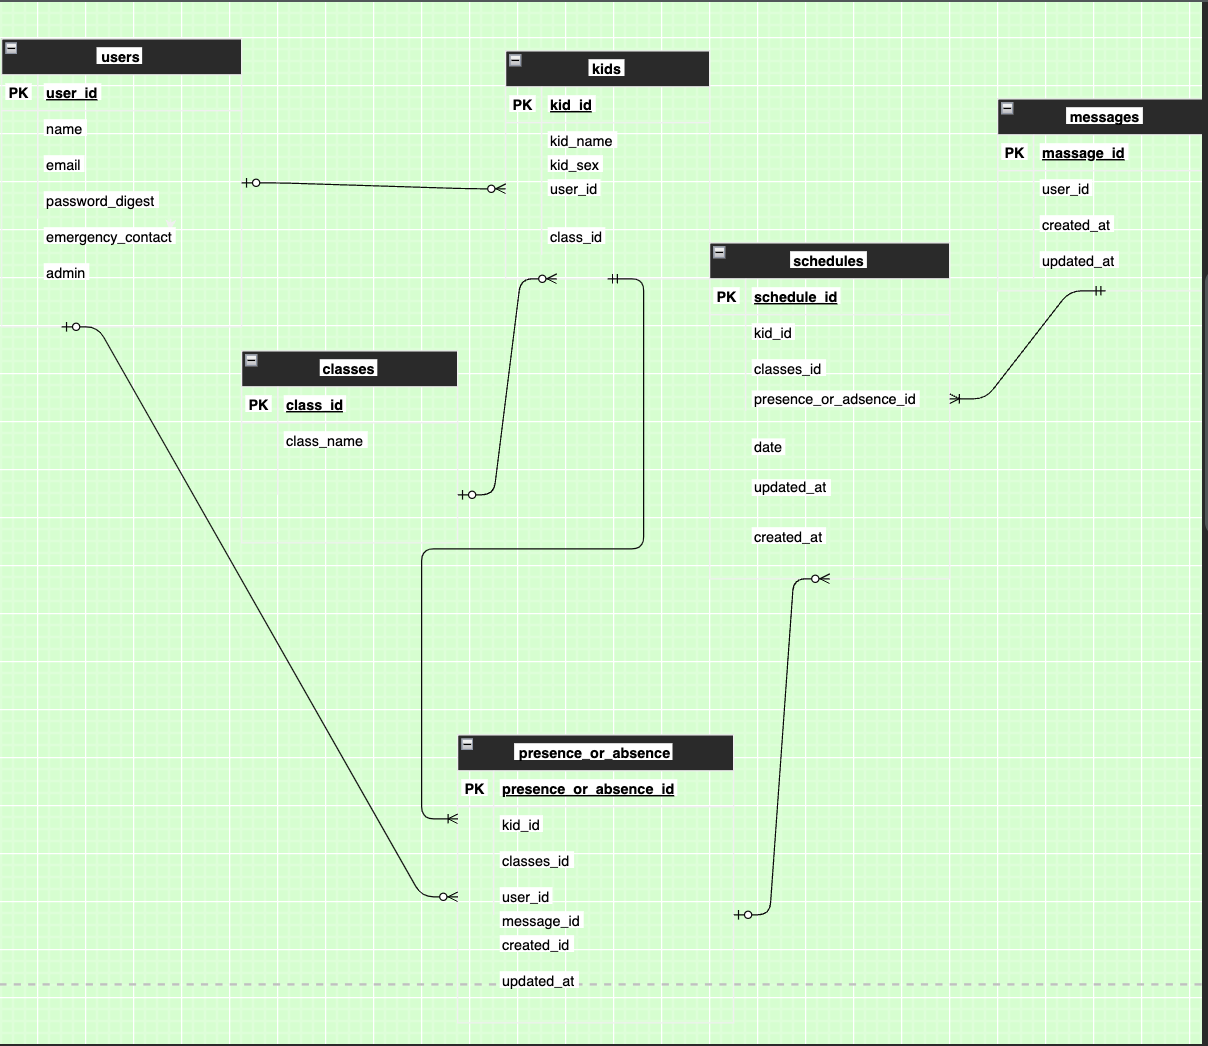 users
PK user_id
name
email
password_digest
emergency_contact
admin
kids
PK kid_id
kid_name
kid_sex
user_id
class_id
messages
PK massage_id
user_id
created_at
updated_at
schedules
PK schedule_id
kid_id
classes_id
presence_or_adsence_id
date
updated_at
created_at
classes
PK class_id
class_name
presence_or_absence
PK presence_or_absence_id
kid_id
classes_id
user_id
message_id
created_id
updated_at